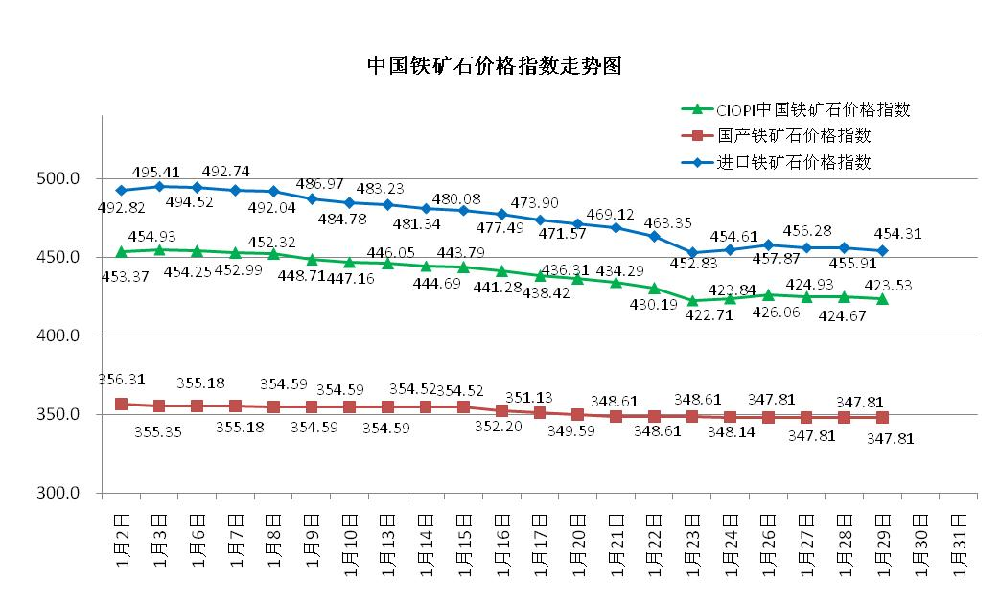 中国铁矿石价格指数走势图
CIOPI中国铁矿石价格指数
国产铁矿石价格指数
进口铁矿石价格指数
500.0
450.0
400.0
350.0
300.0
492.82
495.41
494.52
492.74
492.04
486.97
484.78
483.23
481.34
480.08
477.49
473.90
471.57
469.12
463.35
452.83
454.61
457.87
456.28
455.91
454.31
453.37
454.93
454.25
452.99
452.32
448.71
447.16
446.05
444.69
443.79
441.28
438.42
436.31
434.29
430.19
422.71
423.84
426.06
424.93
424.67
423.53
356.31
355.35
355.18
355.18
354.59
354.59
354.59
354.59
354.52
354.52
352.20
351.13
349.59
348.61
348.61
348.61
348.14
347.81
347.81
347.81
347.81
1月2日
1月3日
1月6日
1月7日
1月8日
1月9日
1月10日
1月13日
1月14日
1月15日
1月16日
1月17日
1月20日
1月21日
1月22日
1月23日
1月24日
1月26日
1月27日
1月28日
1月29日
1月30日
1月31日